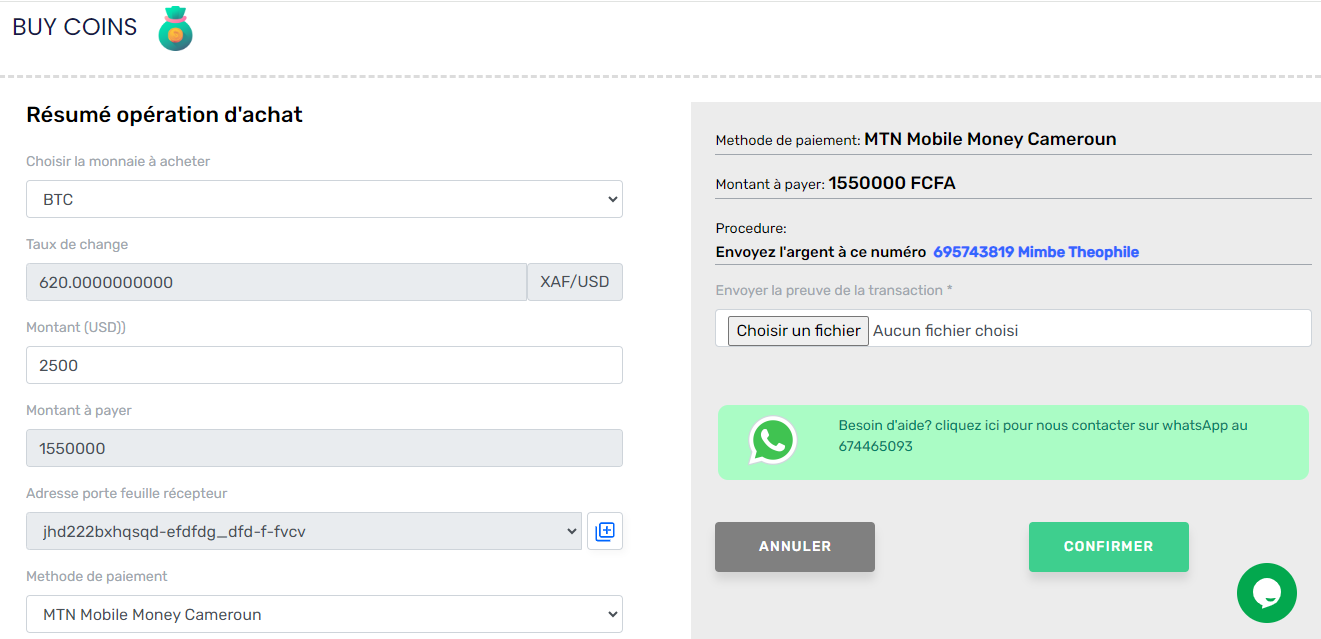 BUY COINS
Résumé opération d'achat
Choisir la monnaie à acheter
BTC
Taux de change
620.0000000000
XAF/USD
Montant (USD))
2500
Montant à payer
1550000
Adresse porte feuille récepteur
jhd222bxhqsqd-efdfdg_dfd-f-fvcv
Methode de paiement
MTN Mobile Money Cameroun
Methode de paiement: MTN Mobile Money Cameroun
Montant à payer: 1550000 FCFA
Procedure:
Envoyez l'argent à ce numéro 695743819 Mimbe Theophile
Envoyer la preuve de la transaction *
Choisir un fichier Aucun fichier choisi
Besoin d'aide? cliquez ici pour nous contacter sur whatsApp au
674465093
ANNULER
CONFIRMER